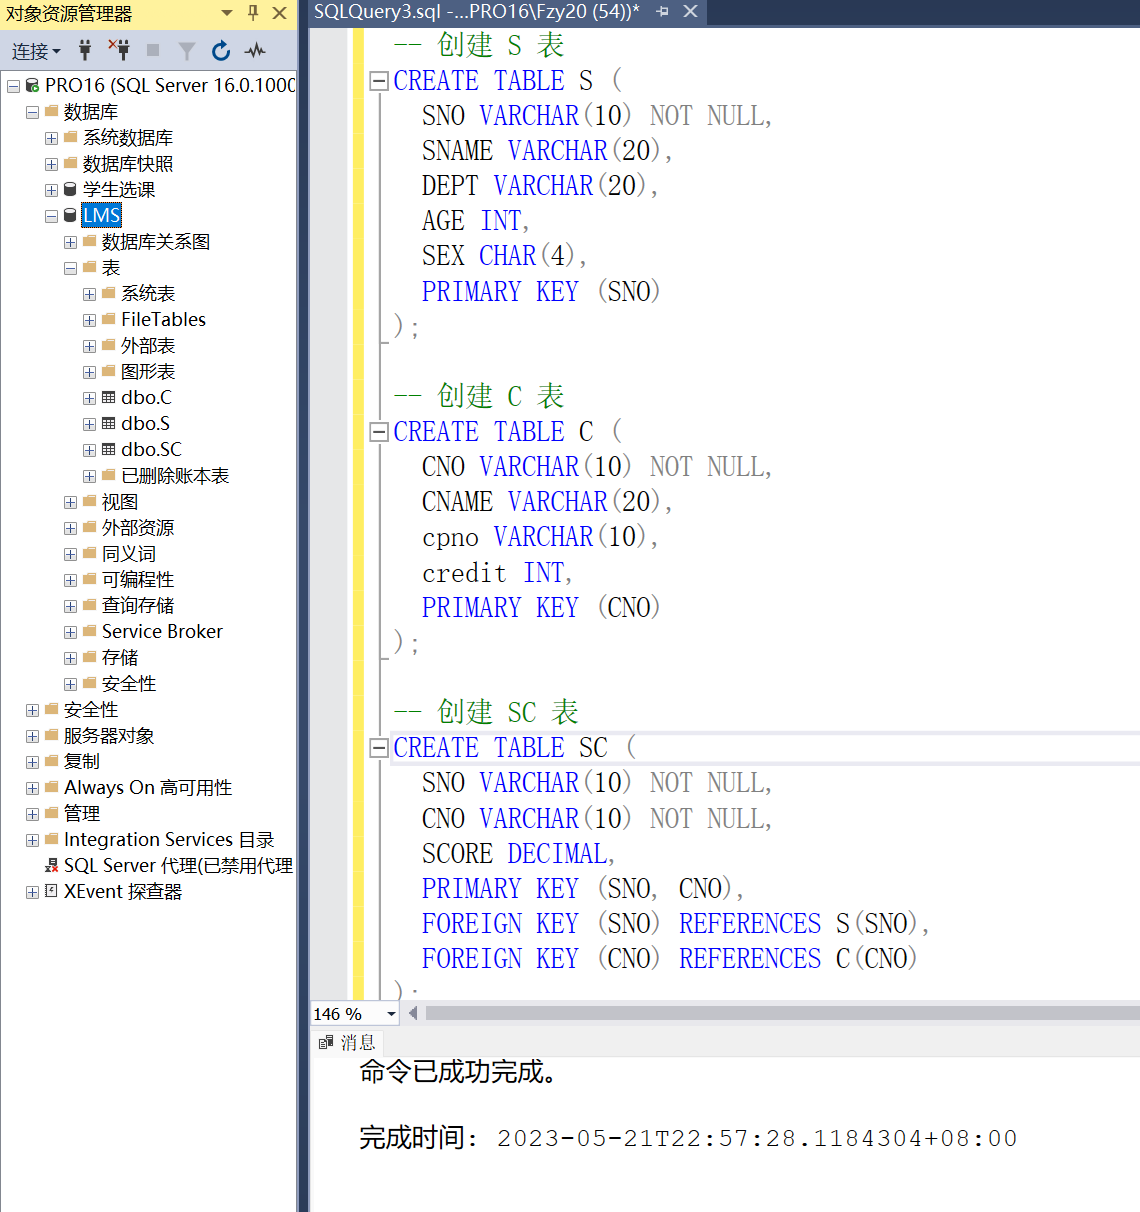 对象资源管理器
连接
PRO16 (SQL Server 16.0.1000
数据库
系统数据库
数据库快照
学生选课
LMS
数据库关系图
表
系统表
FileTables
外部表
图形表
dbo.C
dbo.S
dbo.SC
已删除账本表
视图
外部资源
同义词
可编程性
查询存储
Service Broker
存储
安全性
安全性
服务器对象
复制
Always On 高可用性
管理
Integration Services 目录
SQL Server 代理(已禁用代理
XEvent 探查器
SQLQuery3.sql -...PRO16\Fzy20 (54))*
-- 创建 S 表
CREATE TABLE S (
SNO VARCHAR(10) NOT NULL,
SNAME VARCHAR(20),
DEPT VARCHAR(20),
AGE INT,
SEX CHAR(4),
PRIMARY KEY (SNO)
);
-- 创建 C 表
CREATE TABLE C (
CNO VARCHAR(10) NOT NULL,
CNAME VARCHAR(20),
cpno VARCHAR(10),
credit INT,
PRIMARY KEY (CNO)
);
-- 创建 SC 表
CREATE TABLE SC (
SNO VARCHAR(10) NOT NULL,
CNO VARCHAR(10) NOT NULL,
SCORE DECIMAL,
PRIMARY KEY (SNO, CNO),
FOREIGN KEY (SNO) REFERENCES S(SNO),
FOREIGN KEY (CNO) REFERENCES C(CNO)
);
146 %
消息
命令已成功完成。
完成时间: 2023-05-21T22:57:28.1184304+08:00